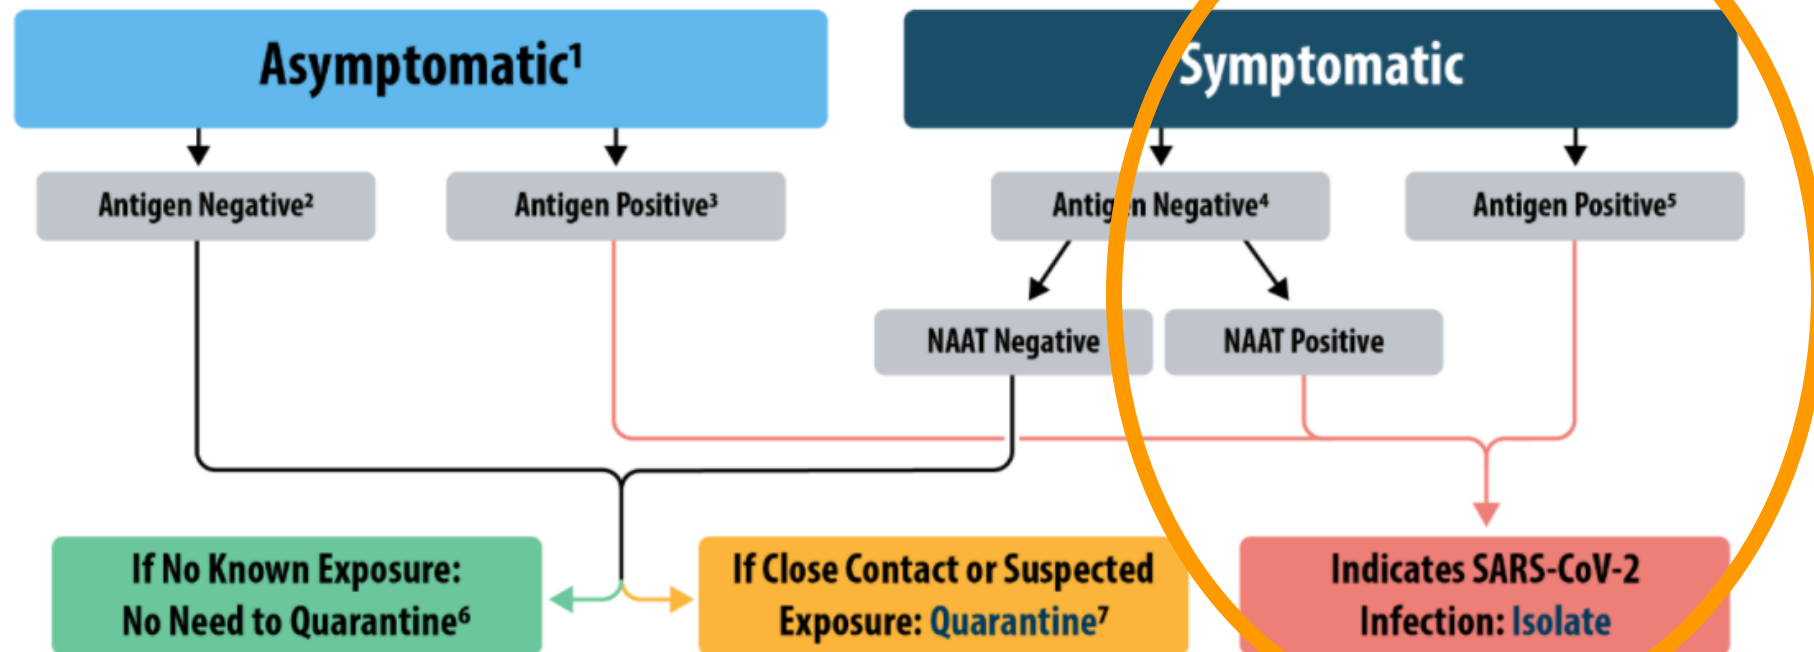 Asymptomatic¹
Symptomatic
Antigen Negative²
Antigen Positive³
Antigen Negative⁴
Antigen Positive⁵
NAAT Negative
NAAT Positive
If No Known Exposure:
No Need to Quarantine⁶
If Close Contact or Suspected
Exposure: Quarantine⁷
Indicates SARS-CoV-2
Infection: Isolate